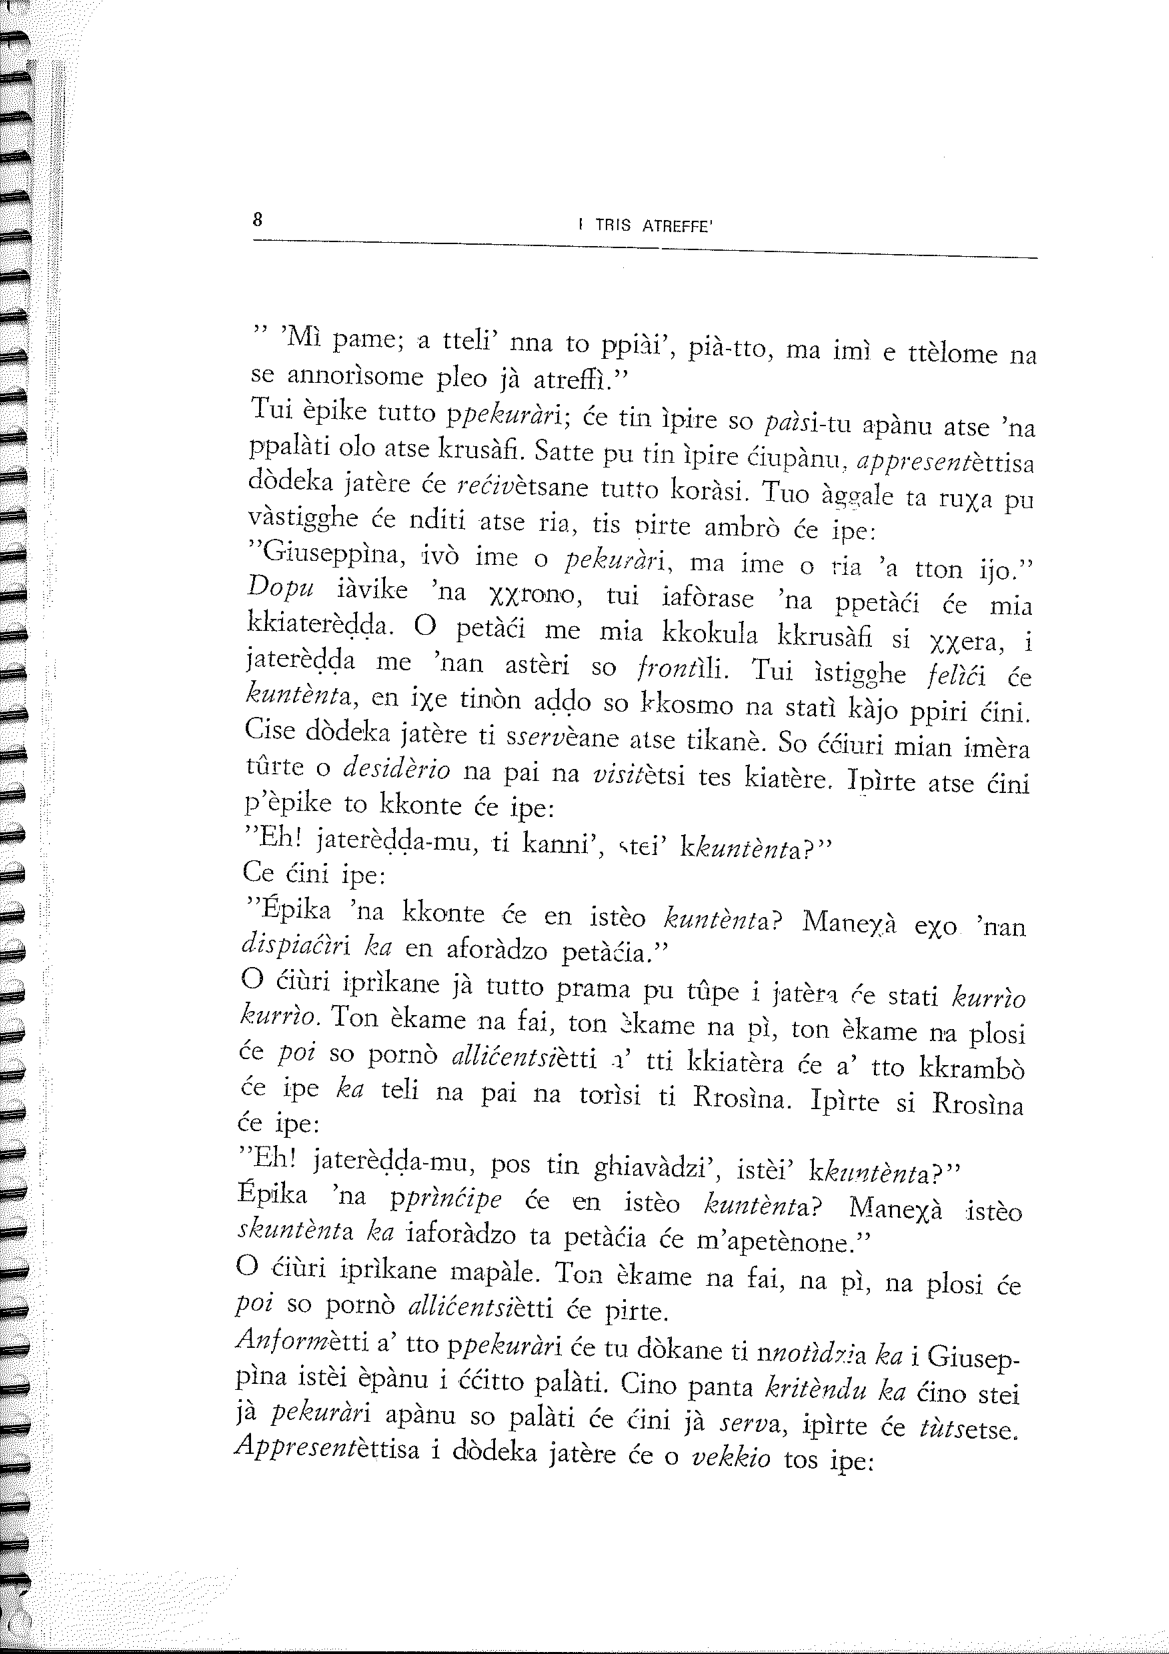 8
I TRIS ATREFFE'
” ’Mì pame; a tteli’ nna to ppiài’, pià-tto, ma imì e ttèlome na
se annorìsome pleo jà atreffì.”
Tui èpike tutto ppekuràri; će tin ìpire so paìsi-tu apànu atse ’na
ppalàti olo atse krusàfi. Satte pu tin ìpire ćiupànu, appresentèttisa
dòdeka jatère će rećivètsane tutto koràsi. Tuo àggale ta ruχa pu
vàstigghe će nditi atse ria, tis pirte ambrò će ipe:
”Giuseppìna, ivò ime o pekuràri, ma ime o ria ’a tton ijo.”
Dopu iàvike ’na χχrono, tui iafòrase ’na ppetàći će mia
kkiaterèḍḍa. O petàći me mia kkokula kkrusàfi si χχera, i
jaterèḍḍa me ’nan astèri so frontìli. Tui ìstigghe felìći će
kuntènta, en iχe tinòn aḍḍo so kkosmo na statì kàjo ppiri ćini.
Cise dòdeka jatère ti sservèane atse tikanè. So ććiuri mian imèra
tûrte o desidèrio na pai na visitètsi tes kiatère. Ipìrte atse ćini
p’èpike to kkonte će ipe:
”Eh! jaterèḍḍa-mu, ti kanni’, stei’ kkuntènta?”
Ce ćini ipe:
”Épika ’na kkonte će en istèo kuntènta? Maneχà eχo ’nan
dispiaćìri ka en aforàdzo petàćia.”
O ćiùri iprìkane jà tutto prama pu tûpe i jatèra će stati kurrìo
kurrìo. Ton èkame na fai, ton èkame na pì, ton èkame na plosi
će poi so pornò allićentsiètti a’ tti kkiatèra će a’ tto kkrambò
će ipe ka teli na pai na torìsi ti Rrosìna. Ipìrte si Rrosìna
će ipe:
”Eh! jaterèḍḍa-mu, pos tin ghiavàdzi’, istèi’ kkuntènta?”
Épika ’na pprìnćipe će en istèo kuntènta? Maneχà istèo
skuntènta ka iaforàdzo ta petàćia će m’apetènone.”
O ćiùri iprìkane mapàle. Ton èkame na fai, na pì, na plosi će
poi so pornò allićentsiètti će pirte.
Anformètti a’ tto ppekuràri će tu dòkane ti nnotìdzia ka i Giusep-
pìna istèi èpànu i ććitto palàti. Cino panta kritèndu ka ćino stei
jà pekuràri apànu so palàti će ćini jà serva, ipìrte će tùtsetse.
Appresentèttisa i dòdeka jatère će o vekkio tos ipe: